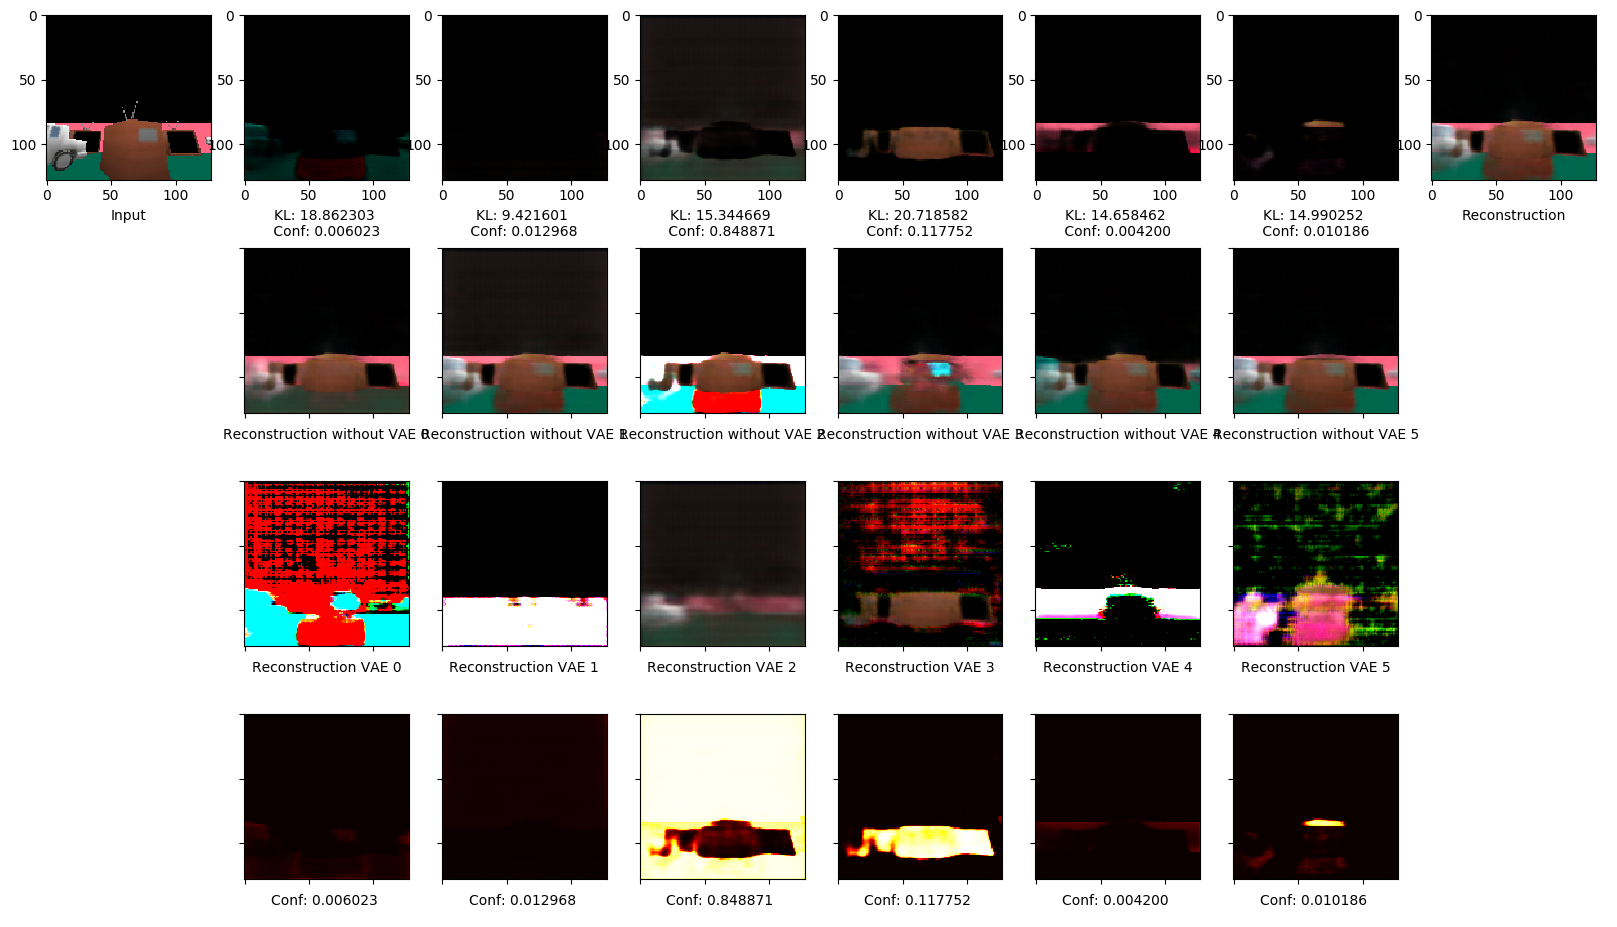 0
0
0
0
0
0
0
0
50
50
50
50
50
50
50
50
100
100
100
100
100
100
100
100
0 50 100
0 50 100
0 50 100
0 50 100
0 50 100
0 50 100
0 50 100
0 50 100
Input
KL: 18.862303
Conf: 0.006023
KL: 9.421601
Conf: 0.012968
KL: 15.344669
Conf: 0.848871
KL: 20.718582
Conf: 0.117752
KL: 14.658462
Conf: 0.004200
KL: 14.990252
Conf: 0.010186
Reconstruction
Reconstruction without VAE 0
Reconstruction without VAE 1
Reconstruction without VAE 2
Reconstruction without VAE 3
Reconstruction without VAE 4
Reconstruction without VAE 5
Reconstruction VAE 0
Reconstruction VAE 1
Reconstruction VAE 2
Reconstruction VAE 3
Reconstruction VAE 4
Reconstruction VAE 5
Conf: 0.006023
Conf: 0.012968
Conf: 0.848871
Conf: 0.117752
Conf: 0.004200
Conf: 0.010186